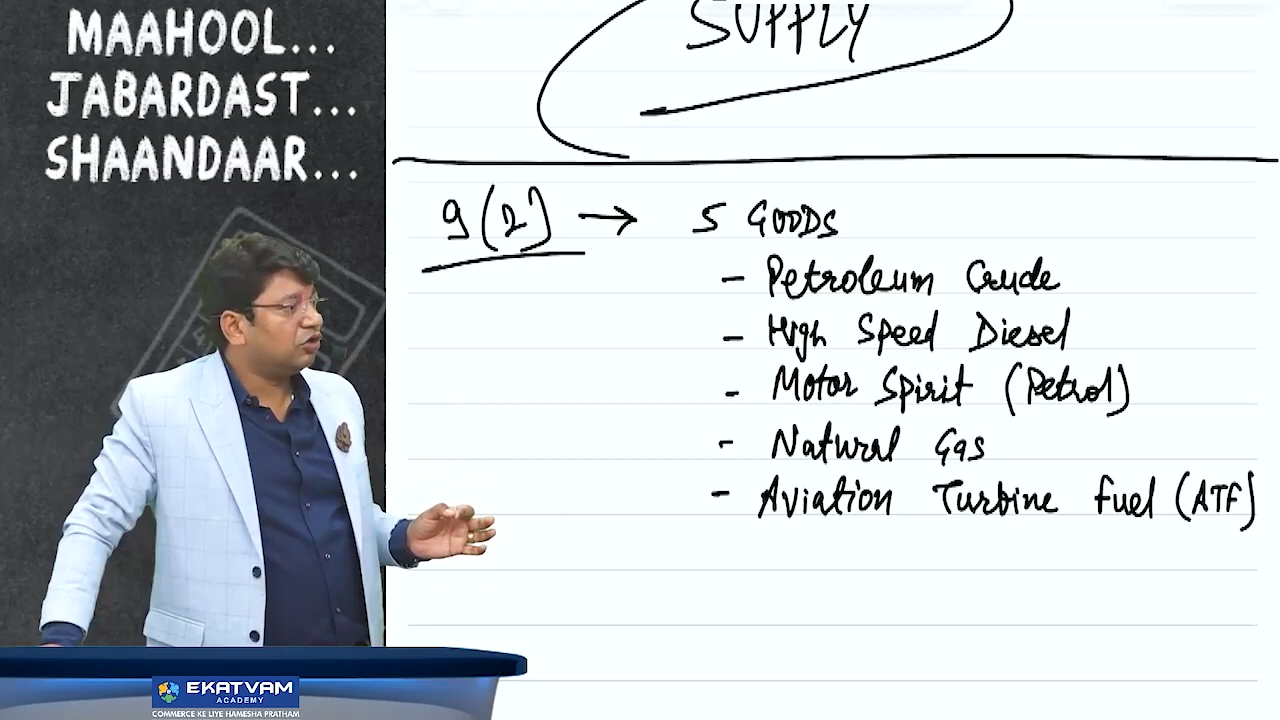 MAAHOOL...
JABARDAST...
SHAANDAAR...
SUPPLY
9(2) → 5 GOODS
- Petroleum Crude
- High Speed Diesel
- Motor Spirit (Petrol)
- Natural Gas
- Aviation Turbine Fuel (ATF)
EKATVAM
ACADEMY
COMMERCE KE LIYE HAMESHA PRATHAM